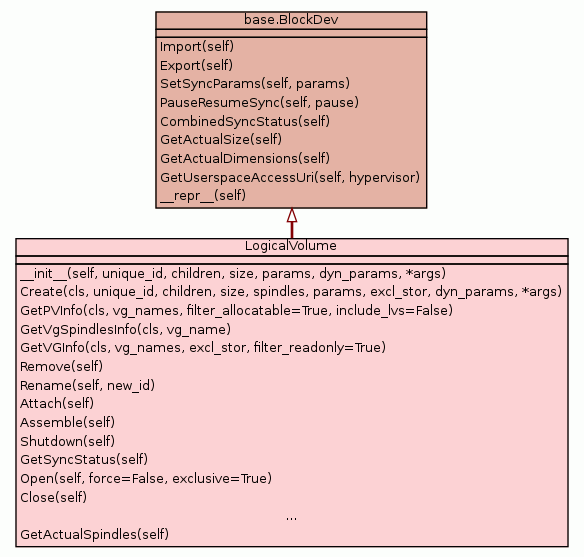 base.BlockDev
Import(self)
Export(self)
SetSyncParams(self, params)
PauseResumeSync(self, pause)
CombinedSyncStatus(self)
GetActualSize(self)
GetActualDimensions(self)
GetUserspaceAccessUri(self, hypervisor)
__repr__(self)
LogicalVolume
__init__(self, unique_id, children, size, params, dyn_params, *args)
Create(cls, unique_id, children, size, spindles, params, excl_stor, dyn_params, *args)
GetPVInfo(cls, vg_names, filter_allocatable=True, include_lvs=False)
GetVgSpindlesInfo(cls, vg_name)
GetVGInfo(cls, vg_names, excl_stor, filter_readonly=True)
Remove(self)
Rename(self, new_id)
Attach(self)
Assemble(self)
Shutdown(self)
GetSyncStatus(self)
Open(self, force=False, exclusive=True)
Close(self)
...
GetActualSpindles(self)